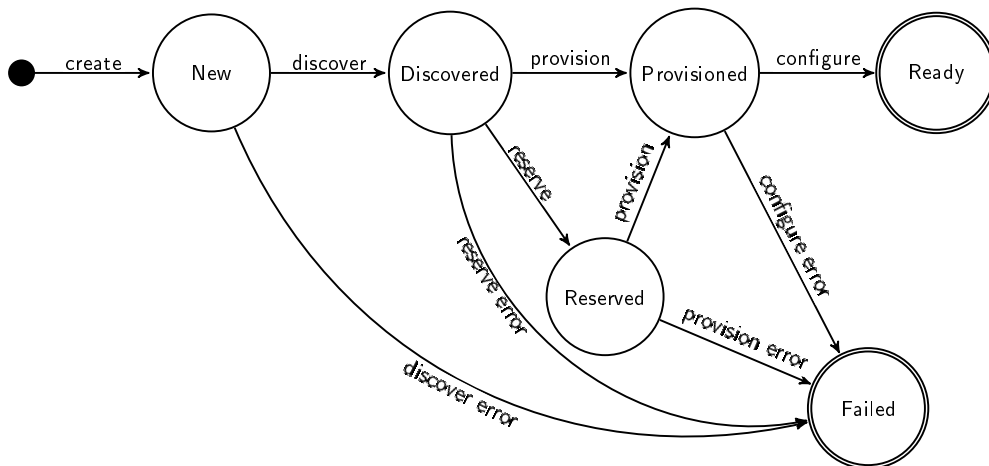 create
New
discover
Discovered
provision
Provisioned
configure
Ready
reserve
provision
configure error
reserve error
Reserved
provision error
discover error
Failed